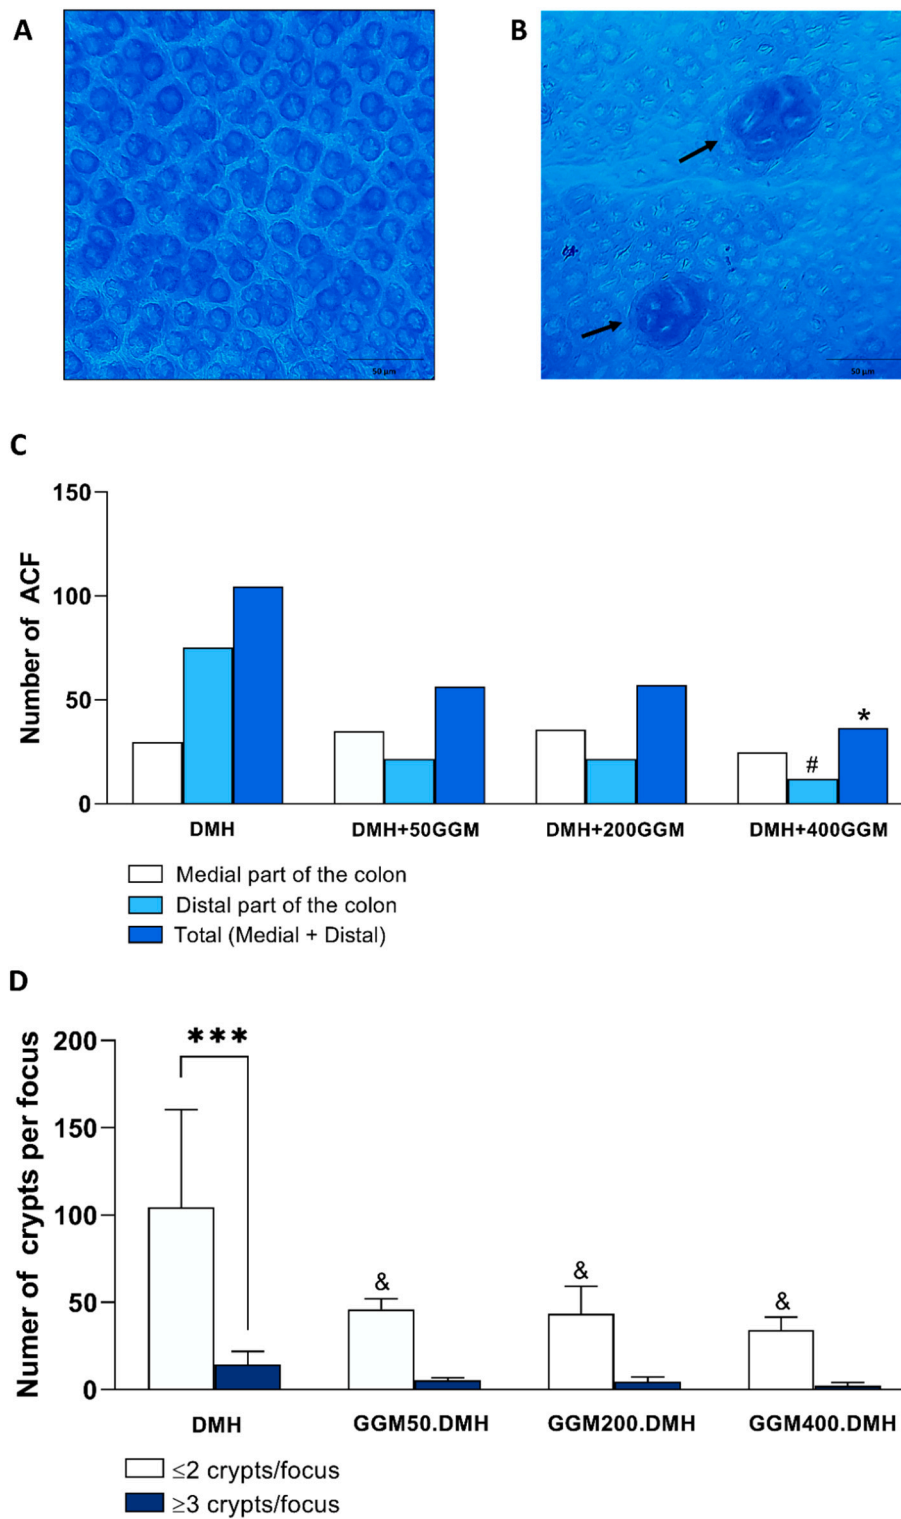 A
B
50 µm
50 µm
C
Number of ACF
150
100
50
0
#
*
DMH
DMH+50GGM
DMH+200GGM
DMH+400GGM
Medial part of the colon
Distal part of the colon
Total (Medial + Distal)
D
Numer of crypts per focus
200
150
100
50
0
***
&
&
&
DMH
GGM50.DMH
GGM200.DMH
GGM400.DMH
≤2 crypts/focus
≥3 crypts/focus